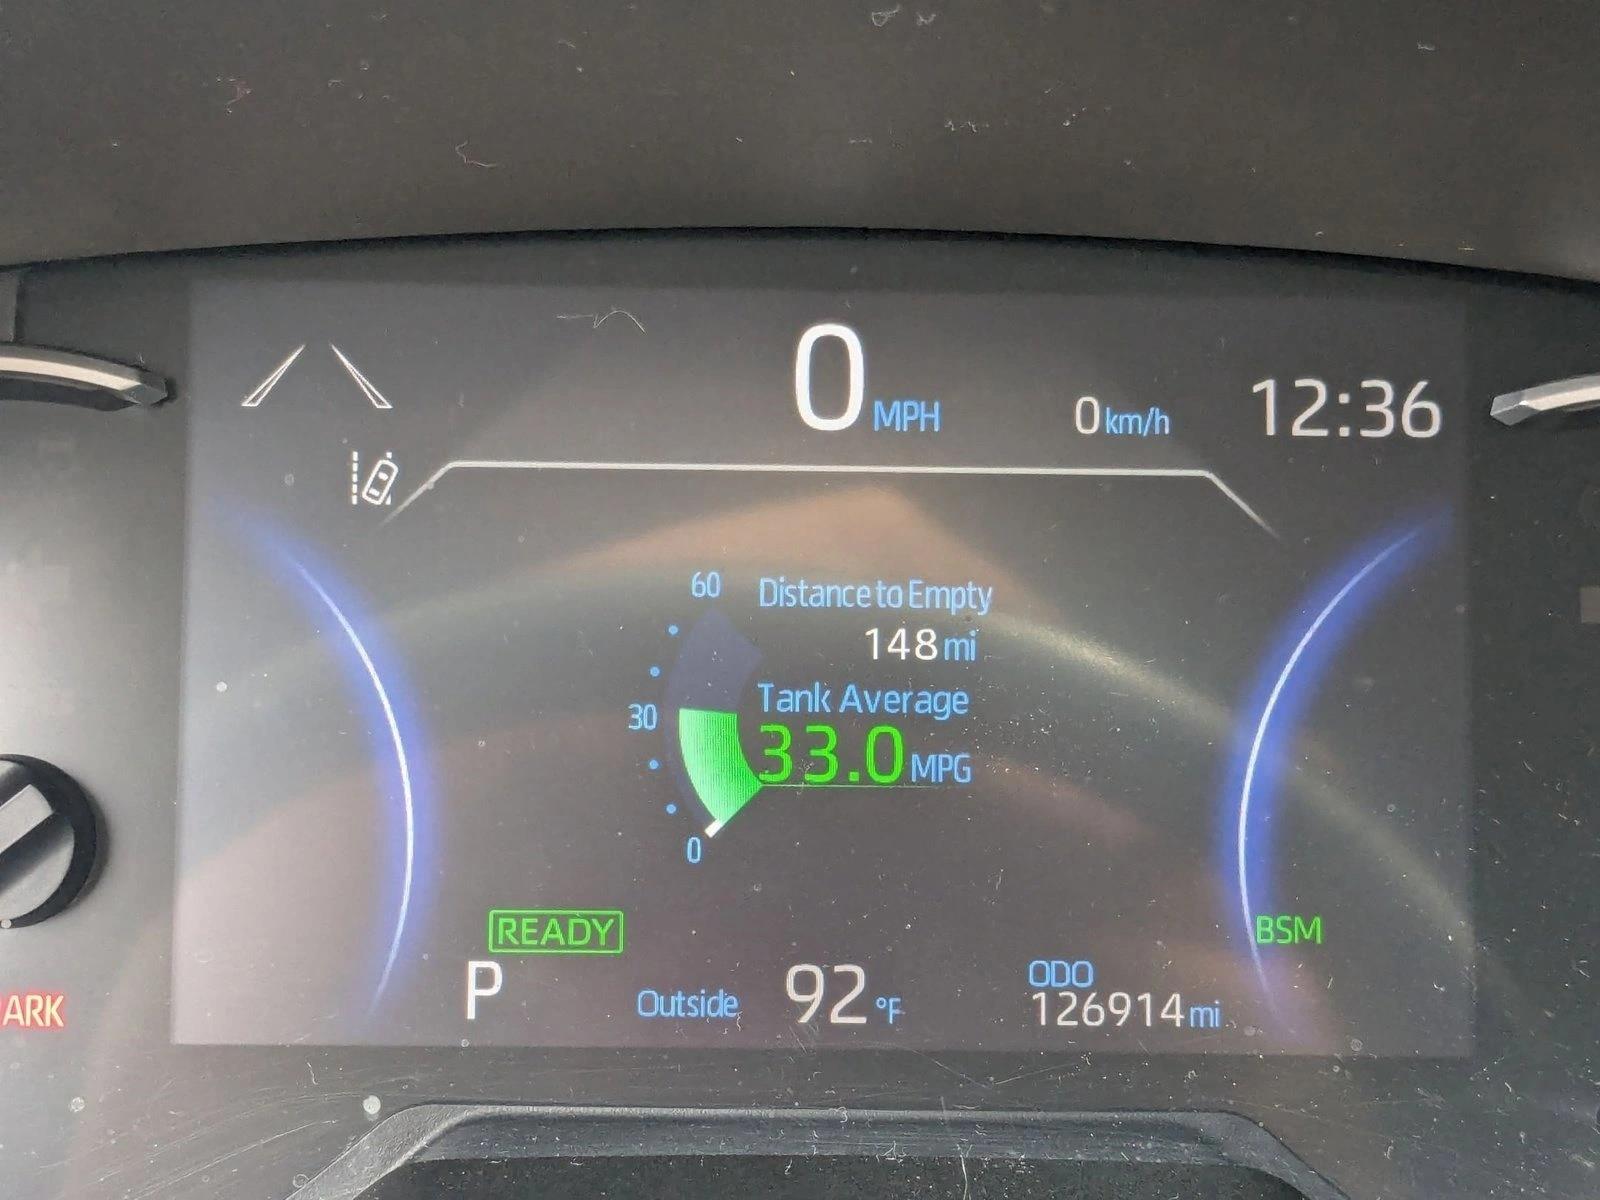 0 MPH 0 km/h 12:36
60
Distance to Empty
148 mi
Tank Average
30
33.0 MPG
0
READY
BSM
P Outside 92 °F
ODO
126914 mi
ARK